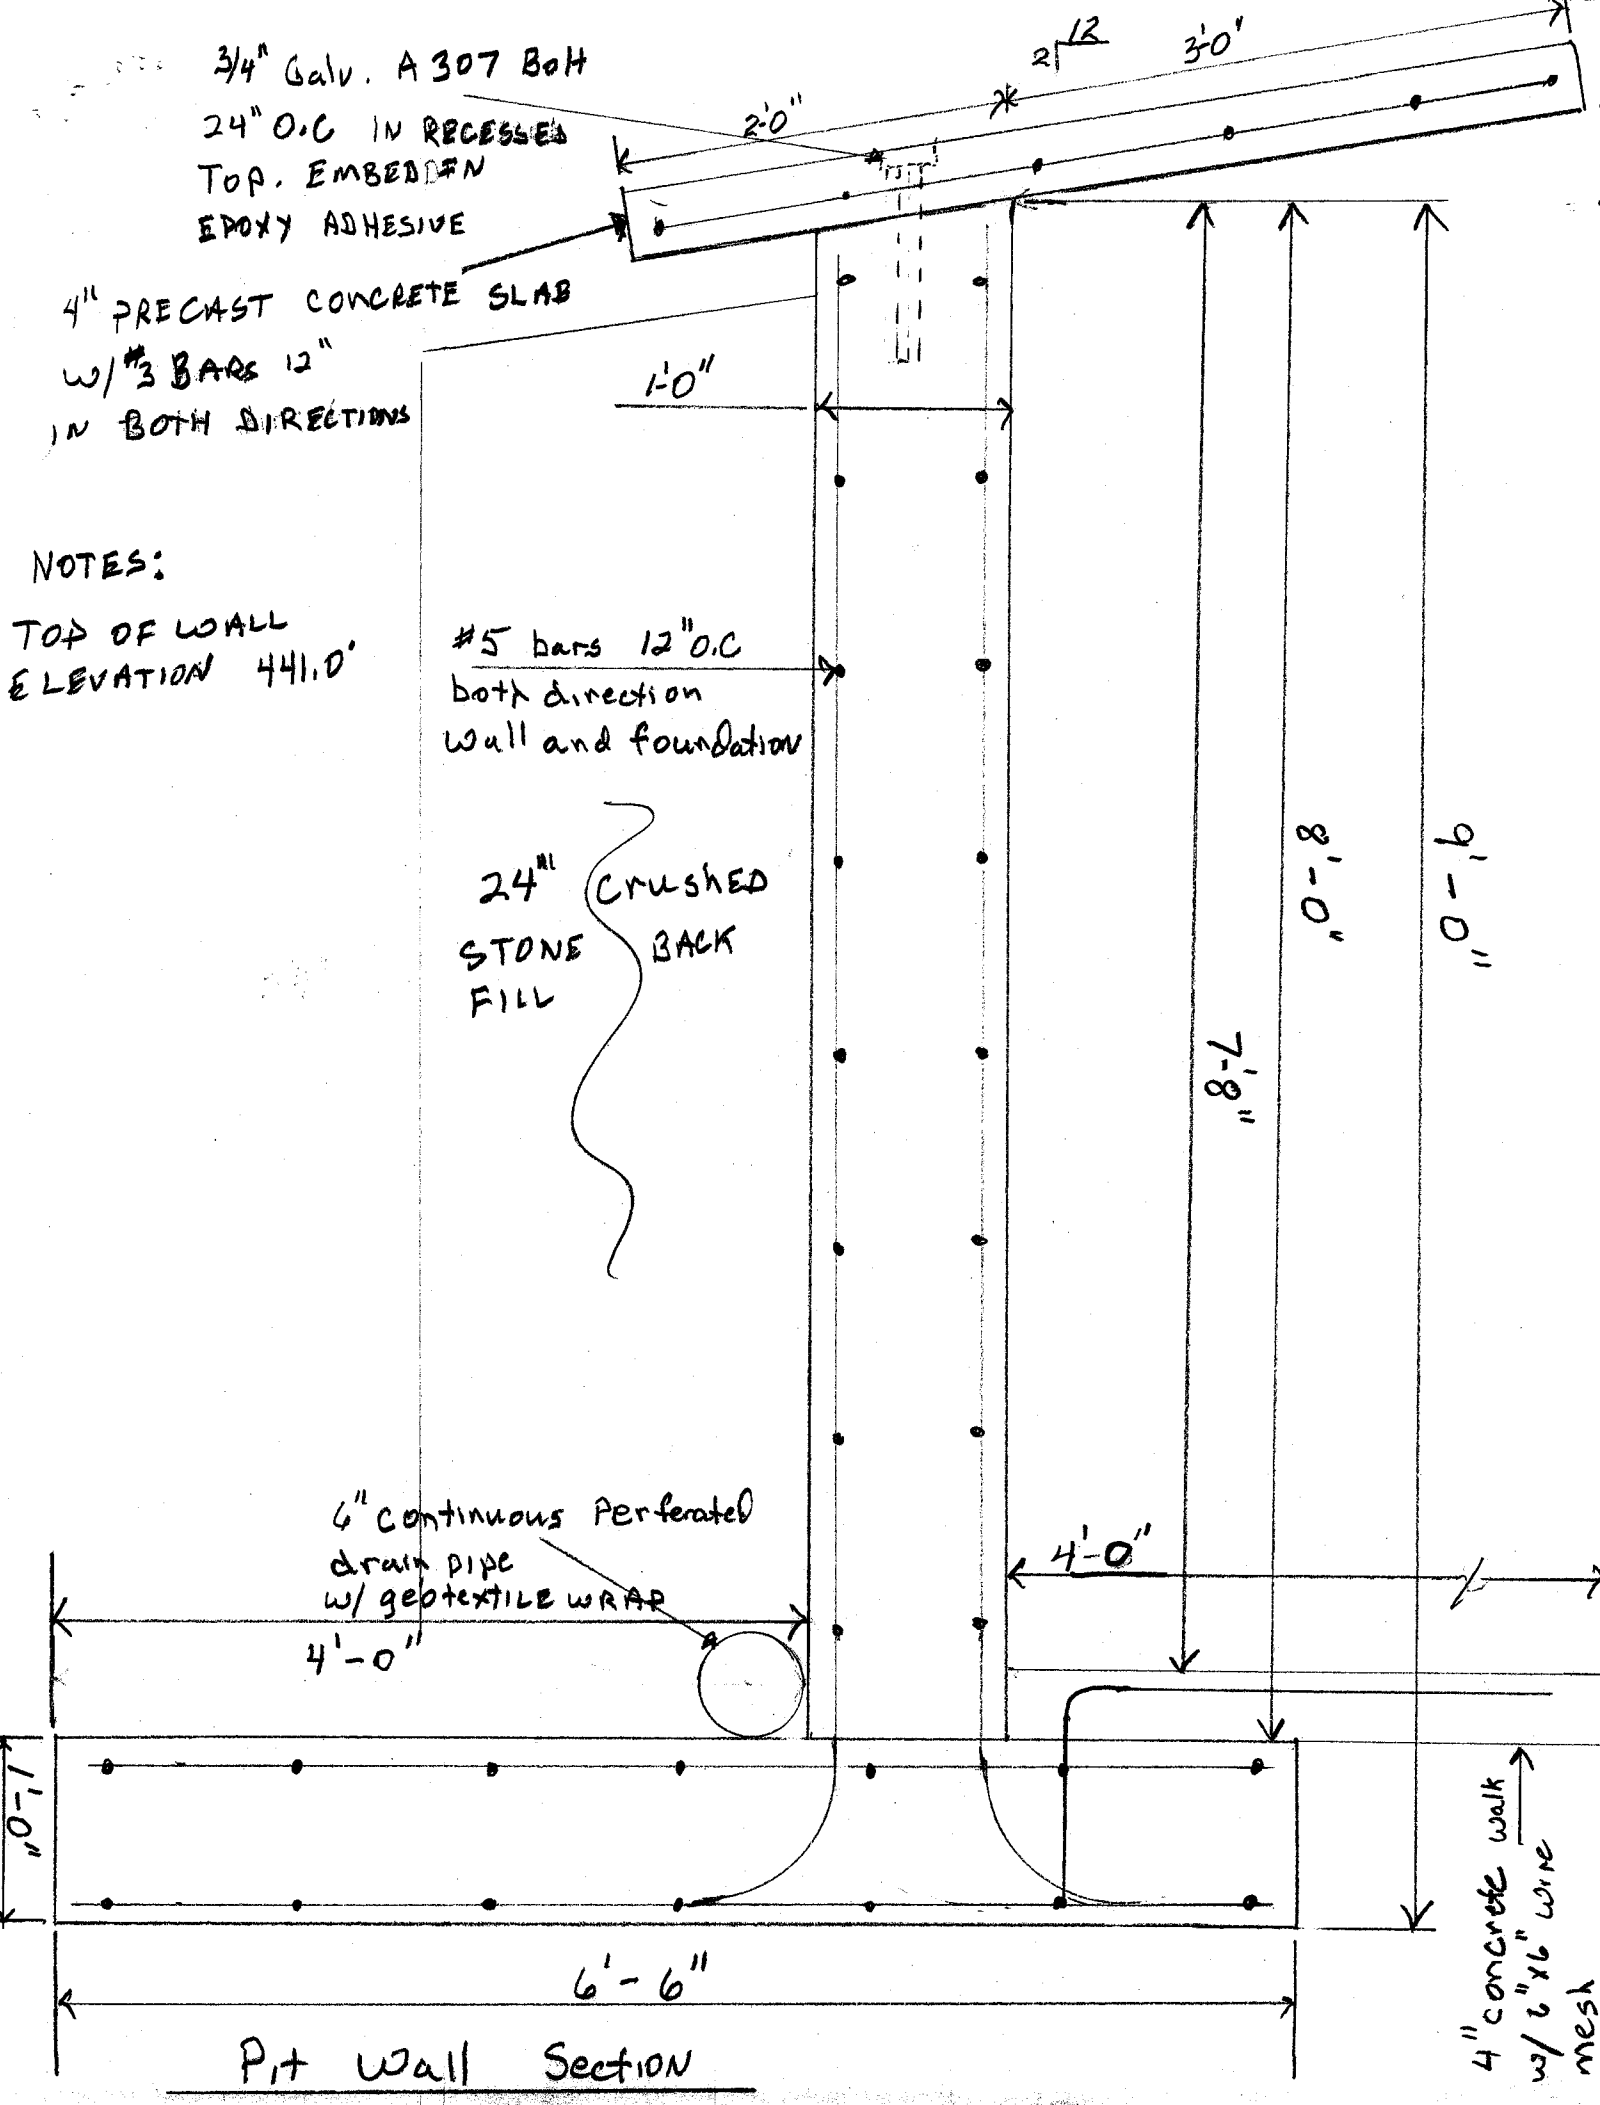 3/4" Galv. A307 Bolt
24" O.C IN RECESSED
TOP. EMBEDDEN
EPOXY ADHESIVE
4" PRECAST CONCRETE SLAB
W/ #3 BARS 12"
IN BOTH DIRECTIONS
2'-0"
12
2
3'-0"
1'-0"
NOTES:
TOP OF WALL
ELEVATION 441.0'
#5 bars 12" O.C
both direction
wall and foundation
24" CRUSHED
STONE BACK
FILL
7'-8"
8'-0"
9'-0"
6" continuous Perferated
drain pipe
w/ geotextile WRAP
4'-0"
4'-0"
1'-0"
4" concrete walk
w/ 6"x6" wire
mesh
6'-6"
Pit Wall Section